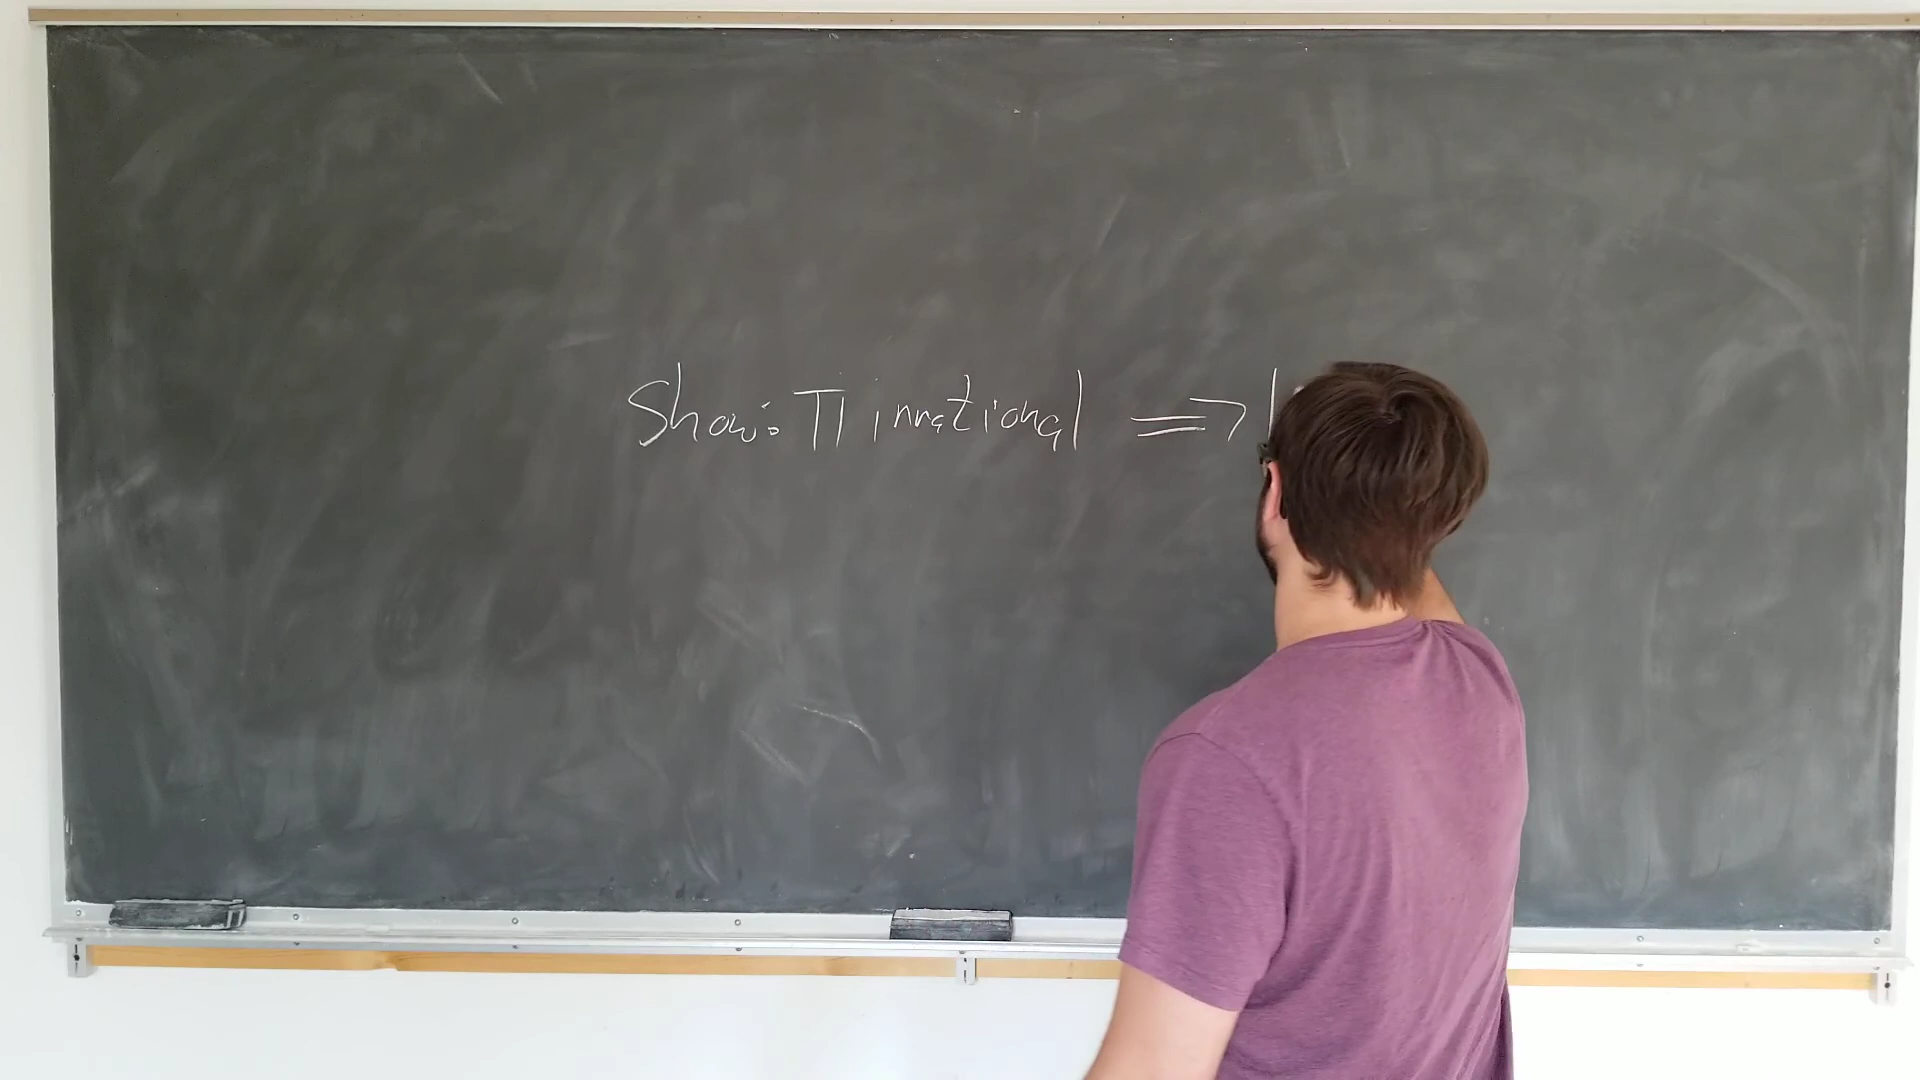 Show: π irrational ⇒ |